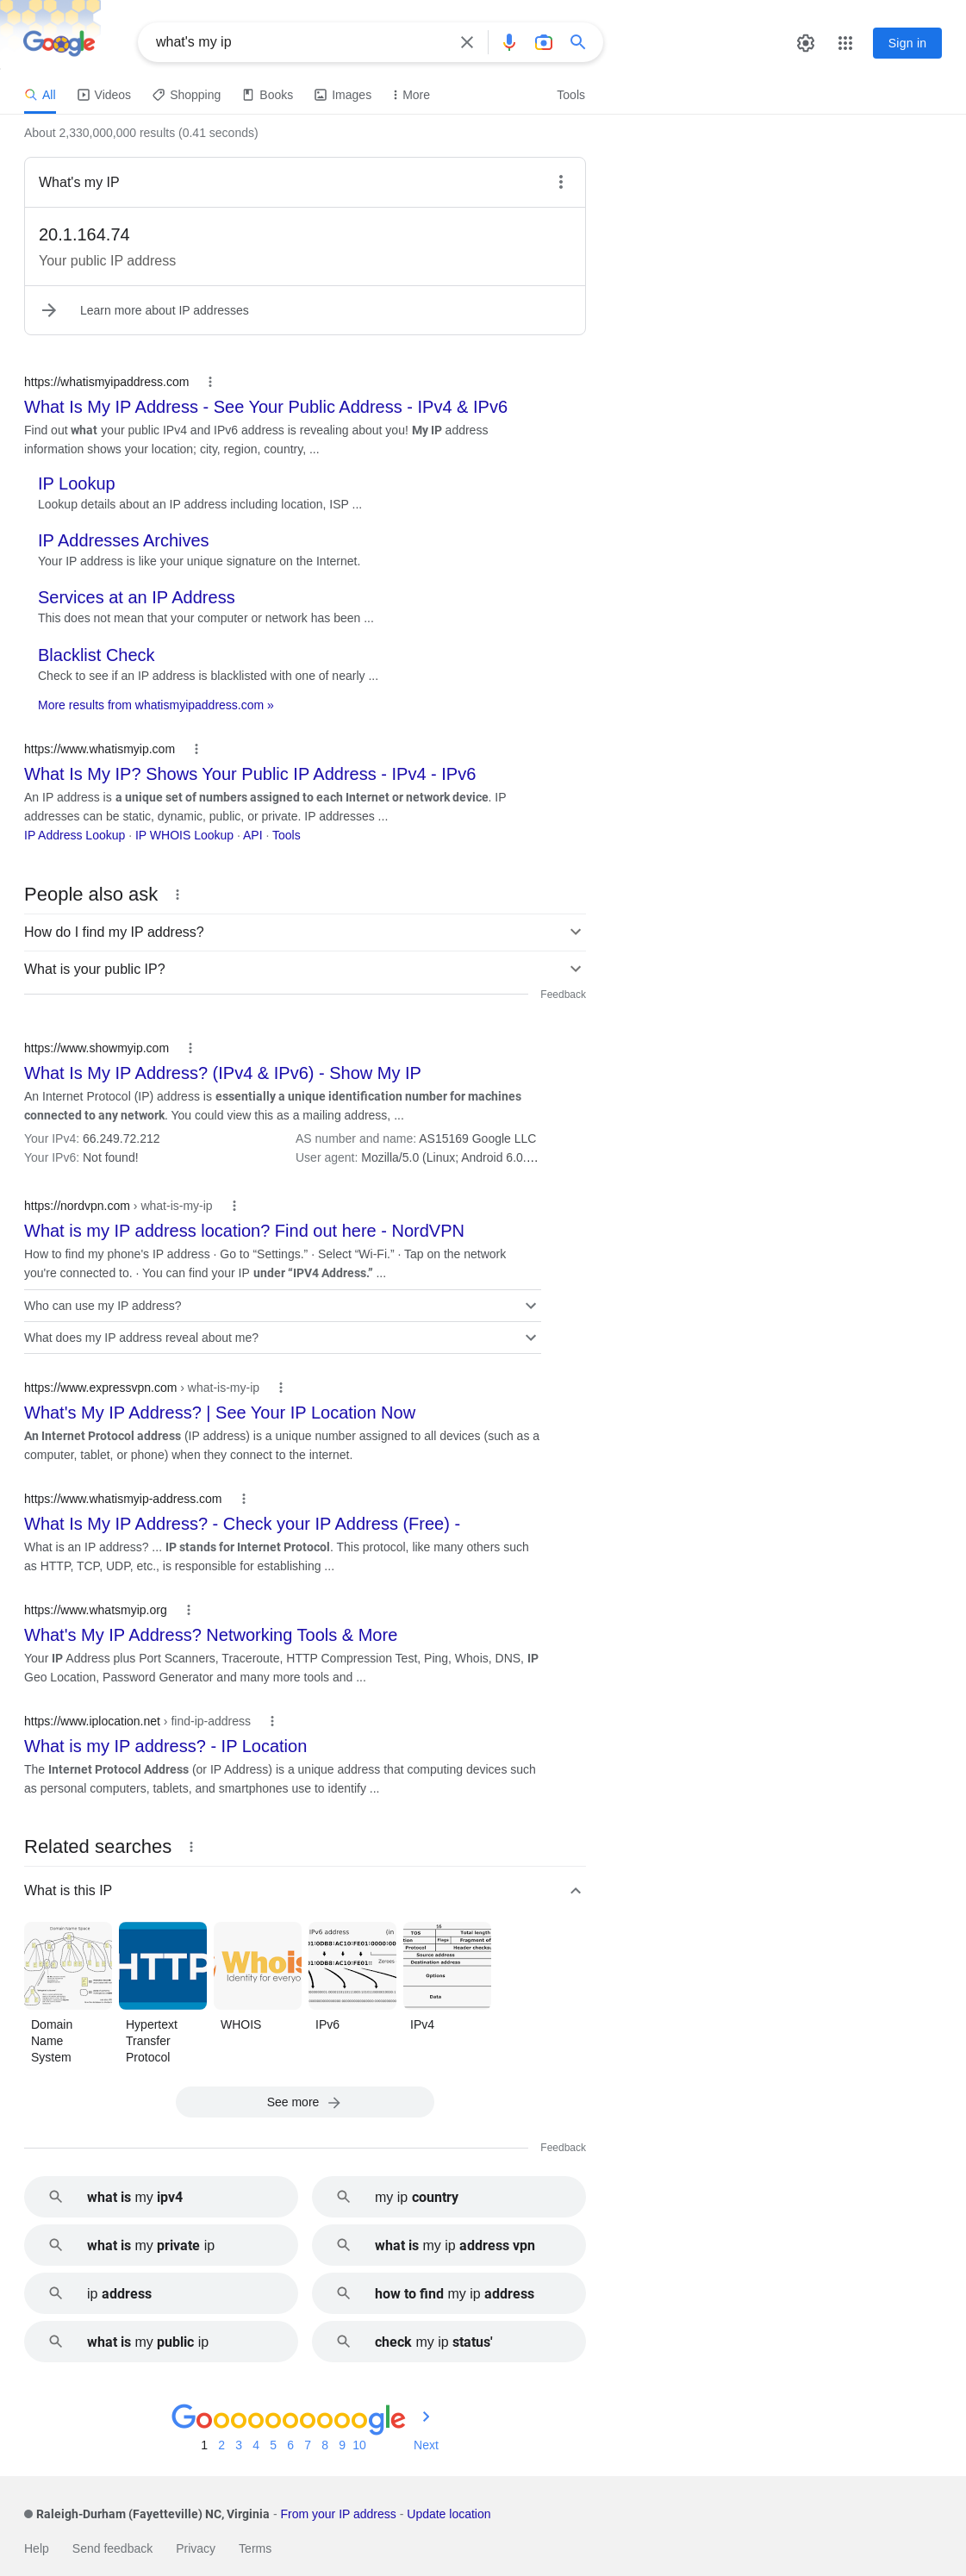 Google
what's my ip
Sign in
All Videos Shopping Books Images More Tools
About 2,330,000,000 results (0.41 seconds)
What's my IP
20.1.164.74
Your public IP address
Learn more about IP addresses
https://whatismyipaddress.com
What Is My IP Address - See Your Public Address - IPv4 & IPv6
Find out what your public IPv4 and IPv6 address is revealing about you! My IP address
information shows your location; city, region, country, ...
IP Lookup
Lookup details about an IP address including location, ISP ...
IP Addresses Archives
Your IP address is like your unique signature on the Internet.
Services at an IP Address
This does not mean that your computer or network has been ...
Blacklist Check
Check to see if an IP address is blacklisted with one of nearly ...
More results from whatismyipaddress.com »
https://www.whatismyip.com
What Is My IP? Shows Your Public IP Address - IPv4 - IPv6
An IP address is a unique set of numbers assigned to each Internet or network device. IP
addresses can be static, dynamic, public, or private. IP addresses ...
IP Address Lookup · IP WHOIS Lookup · API · Tools
People also ask
How do I find my IP address?
What is your public IP?
Feedback
https://www.showmyip.com
What Is My IP Address? (IPv4 & IPv6) - Show My IP
An Internet Protocol (IP) address is essentially a unique identification number for machines
connected to any network. You could view this as a mailing address, ...
Your IPv4: 66.249.72.212 AS number and name: AS15169 Google LLC
Your IPv6: Not found! User agent: Mozilla/5.0 (Linux; Android 6.0....
https://nordvpn.com › what-is-my-ip
What is my IP address location? Find out here - NordVPN
How to find my phone's IP address · Go to “Settings.” · Select “Wi-Fi.” · Tap on the network
you're connected to. · You can find your IP under “IPV4 Address.” ...
Who can use my IP address?
What does my IP address reveal about me?
https://www.expressvpn.com › what-is-my-ip
What's My IP Address? | See Your IP Location Now
An Internet Protocol address (IP address) is a unique number assigned to all devices (such as a
computer, tablet, or phone) when they connect to the internet.
https://www.whatismyip-address.com
What Is My IP Address? - Check your IP Address (Free) -
What is an IP address? ... IP stands for Internet Protocol. This protocol, like many others such
as HTTP, TCP, UDP, etc., is responsible for establishing ...
https://www.whatsmyip.org
What's My IP Address? Networking Tools & More
Your IP Address plus Port Scanners, Traceroute, HTTP Compression Test, Ping, Whois, DNS, IP
Geo Location, Password Generator and many more tools and ...
https://www.iplocation.net › find-ip-address
What is my IP address? - IP Location
The Internet Protocol Address (or IP Address) is a unique address that computing devices such
as personal computers, tablets, and smartphones use to identify ...
Related searches
What is this IP
Domain Name Space
HTTP
Whois
Identity for everyo
IPv6 address (in
Zeroes
16
TOS Total length
Flags Fragment of
Protocol Header checks
Source address
Destination address
Options
Data
Domain
Name
System
Hypertext
Transfer
Protocol
WHOIS
IPv6
IPv4
See more
Feedback
what is my ipv4
my ip country
what is my private ip
what is my ip address vpn
ip address
how to find my ip address
what is my public ip
check my ip status'
Goooooooooogle
1 2 3 4 5 6 7 8 9 10 Next
Raleigh-Durham (Fayetteville) NC, Virginia - From your IP address - Update location
Help Send feedback Privacy Terms